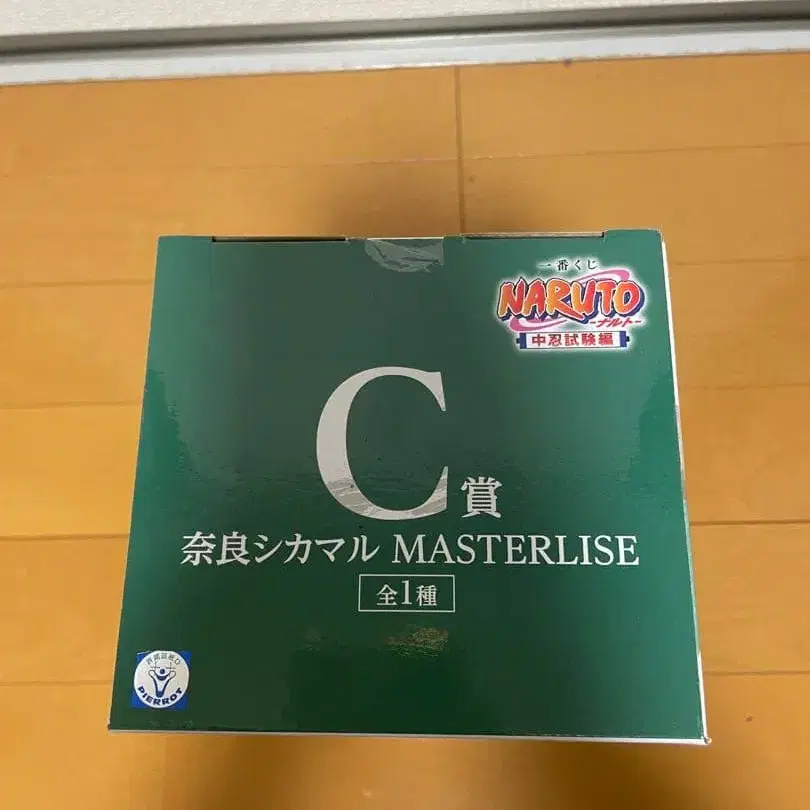 一番くじ
NARUTO
-ナルト-
中忍試験編
C賞
奈良シカマル MASTERLISE
全1種
PIERROT